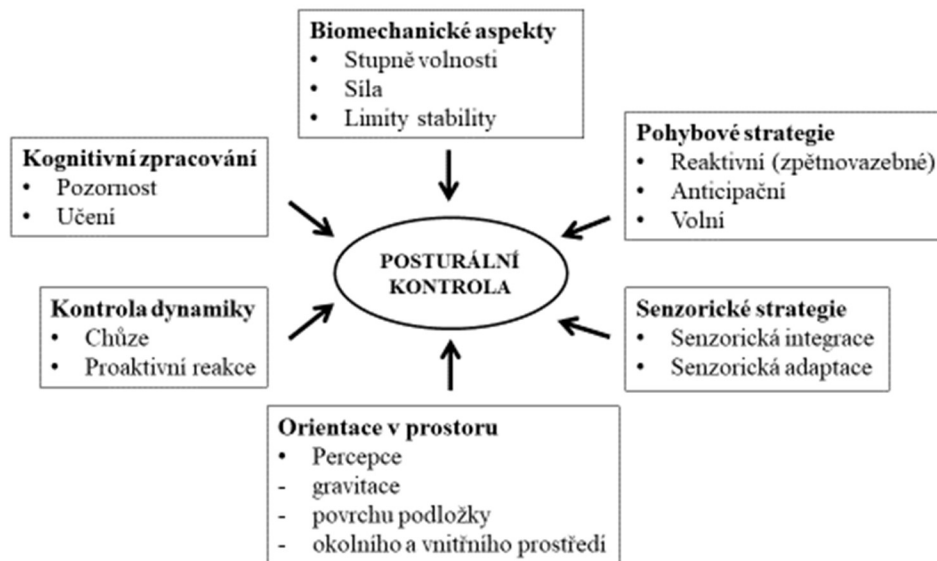 Biomechanické aspekty
• Stupně volnosti
• Síla
• Limity stability
Kognitivní zpracování
• Pozornost
• Učení
Pohybové strategie
• Reaktivní (zpětnovazebné)
• Anticipační
• Volní
POSTURÁLNÍ
KONTROLA
Kontrola dynamiky
• Chůze
• Proaktivní reakce
Senzorické strategie
• Senzorická integrace
• Senzorická adaptace
Orientace v prostoru
• Percepce
- gravitace
- povrchu podložky
- okolního a vnitřního prostředí